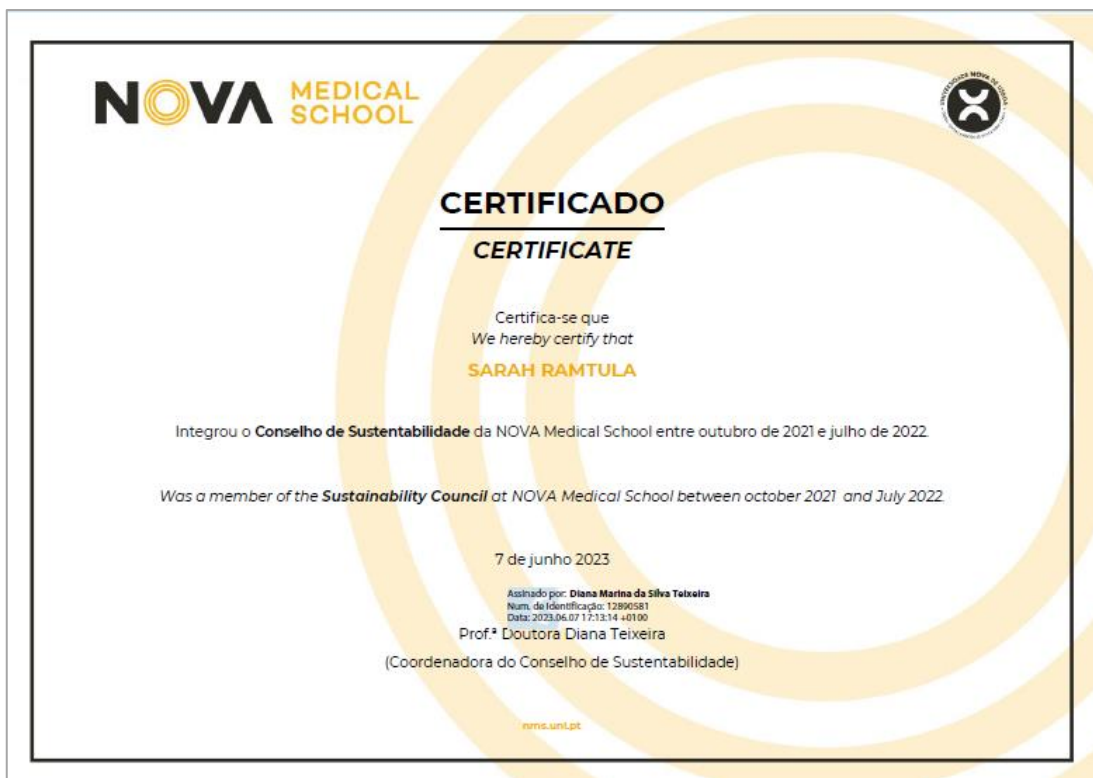 NOVA MEDICAL SCHOOL
CERTIFICADO
CERTIFICATE
Certifica-se que
We hereby certify that
SARAH RAMTULA
Integrou o Conselho de Sustentabilidade da NOVA Medical School entre outubro de 2021 e julho de 2022.
Was a member of the Sustainability Council at NOVA Medical School between october 2021 and July 2022.
7 de junho 2023
Assinado por: Diana Marina da Silva Teixeira
Num. de Identificação: 12890581
Data: 2023.06.07 17:13:14 +0100
Prof.ª Doutora Diana Teixeira
(Coordenadora do Conselho de Sustentabilidade)
nms.unl.pt